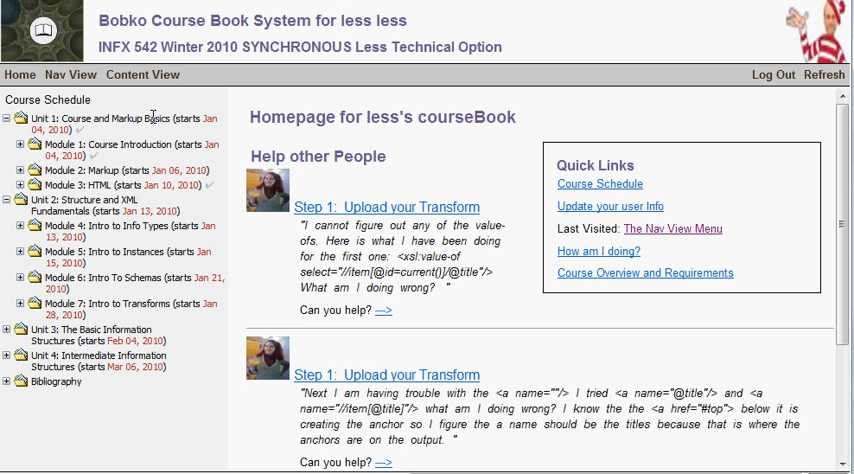 Bobko Course Book System for less less
INFX 542 Winter 2010 SYNCHRONOUS Less Technical Option
Home Nav View Content View
Log Out Refresh
Course Schedule
Unit 1: Course and Markup Basics (starts Jan
04, 2010)
Module 1: Course Introduction (starts Jan
04, 2010)
Module 2: Markup (starts Jan 06, 2010)
Module 3: HTML (starts Jan 10, 2010)
Unit 2: Structure and XML
Fundamentals (starts Jan 13, 2010)
Module 4: Intro to Info Types (starts Jan
13, 2010)
Module 5: Intro to Instances (starts Jan
15, 2010)
Module 6: Intro To Schemas (starts Jan 21,
2010)
Module 7: Intro to Transforms (starts Jan
28, 2010)
Unit 3: The Basic Information
Structures (starts Feb 04, 2010)
Unit 4: Intermediate Information
Structures (starts Mar 06, 2010)
Bibliography
Homepage for less's courseBook
Help other People
Step 1: Upload your Transform
"I cannot figure out any of the value-
ofs. Here is what I have been doing
for the first one: <xsl:value-of
select="//item[@id=current()]/@title"/>
What am I doing wrong? "
Can you help? --->
Quick Links
Course Schedule
Update your user Info
Last Visited: The Nav View Menu
How am I doing?
Course Overview and Requirements
Step 1: Upload your Transform
"Next I am having trouble with the <a name=""/> I tried <a name="@title"/> and <a
name="//item[@title]"/> what am I doing wrong? I know the the <a href="#top"> below it is
creating the anchor so I figure the a name should be the titles because that is where the
anchors are on the output. "
Can you help? --->